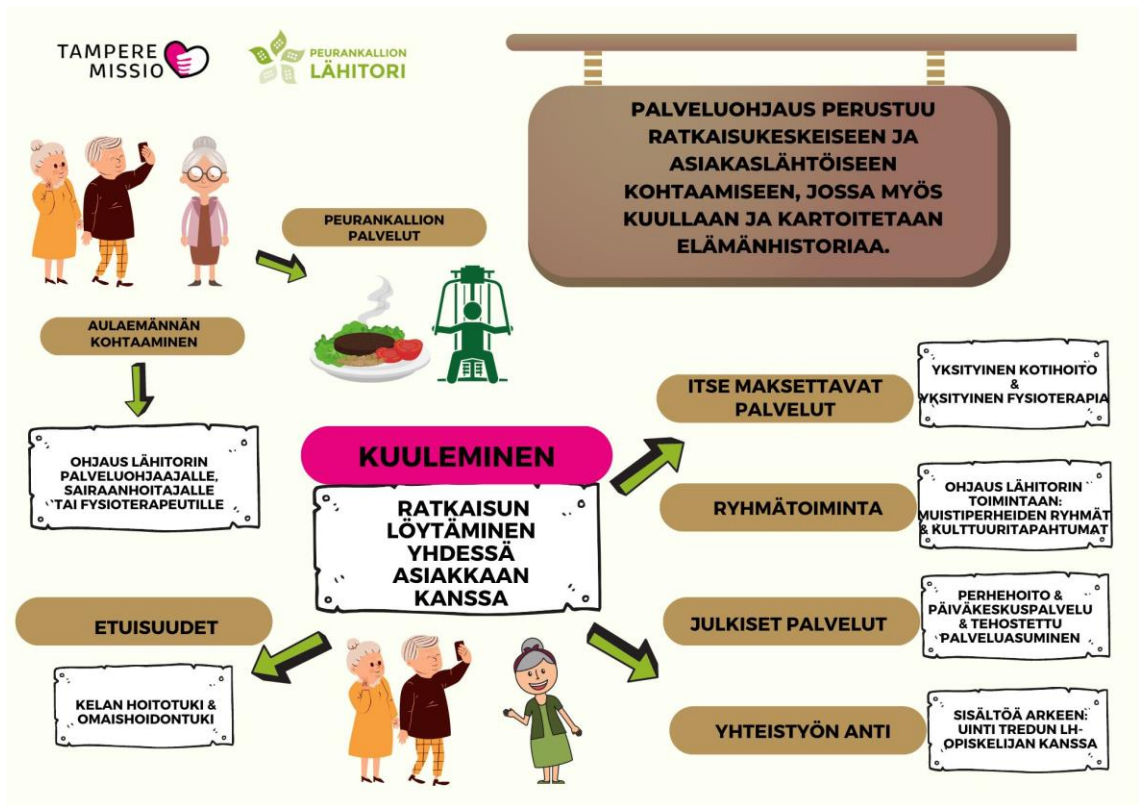 TAMPERE
MISSIO
PEURANKALLION
LÄHITORI
PALVELUOHJAUS PERUSTUU
RATKAISUKESKEISEEN JA
ASIAKASLÄHTÖISEEN
KOHTAAMISEEN, JOSSA MYÖS
KUULLAAN JA KARTOITETAAN
ELÄMÄNHISTORIAA.
PEURANKALLION
PALVELUT
AULAEMÄNNÄN
KOHTAAMINEN
OHJAUS LÄHITORIN
PALVELUOHJAAJALLE,
SAIRAANHOITAJALLE
TAI FYSIOTERAPEUTILLE
KUULEMINEN
RATKAISUN
LÖYTÄMINEN
YHDESSÄ
ASIAKKAAN
KANSSA
ETUISUUDET
KELAN HOITOTUKI &
OMAISHOIDONTUKI
ITSE MAKSETTAVAT
PALVELUT
YKSITYINEN KOTIHOITO
&
YKSITYINEN FYSIOTERAPIA
RYHMÄTOIMINTA
OHJAUS LÄHITORIN
TOIMINTAAN:
MUISTIPERHEIDEN RYHMÄT
& KULTTUURITAPAHTUMAT
JULKISET PALVELUT
PERHEHOITO &
PÄIVÄKESKUSPALVELU
& TEHOSTETTU
PALVELUASUMINEN
YHTEISTYÖN ANTI
SISÄLTÖÄ ARKEEN:
UINTI TREDUN LH-
OPISKELIJAN KANSSA